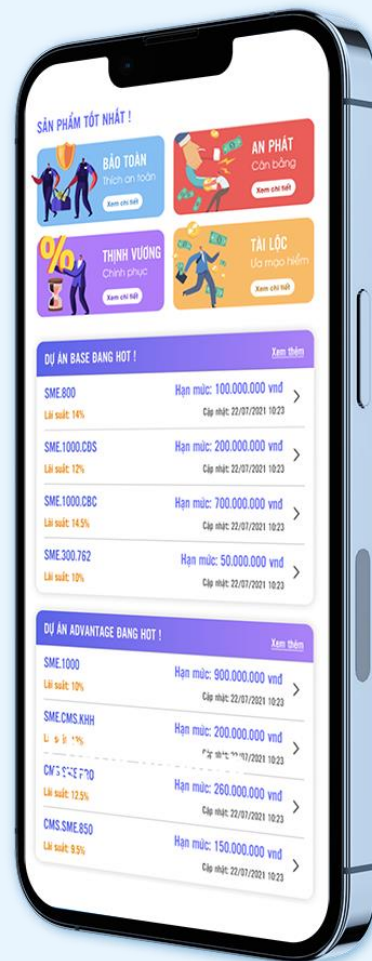 SẢN PHẨM TỐT NHẤT !
BẢO TOÀN
Thích an toàn
Xem chi tiết
AN PHÁT
Cân bằng
Xem chi tiết
THỊNH VƯỢNG
Chinh phục
Xem chi tiết
TÀI LỘC
Ưa mạo hiểm
Xem chi tiết
DỰ ÁN BASE ĐANG HOT !
Xem thêm
SME.800
Hạn mức: 100.000.000 vnđ
Lãi suất: 14%
Cập nhật: 22/07/2021 10:23
SME.1000.CDS
Hạn mức: 200.000.000 vnđ
Lãi suất: 12%
Cập nhật: 22/07/2021 10:23
SME.1000.CBC
Hạn mức: 700.000.000 vnđ
Lãi suất: 14.5%
Cập nhật: 22/07/2021 10:23
SME.300.762
Hạn mức: 50.000.000 vnđ
Lãi suất: 10%
Cập nhật: 22/07/2021 10:23
DỰ ÁN ADVANTAGE ĐANG HOT !
Xem thêm
SME.1000
Hạn mức: 900.000.000 vnđ
Lãi suất: 10%
Cập nhật: 22/07/2021 10:23
SME.CMS.KHH
Hạn mức: 200.000.000 vnđ
10:23
Hạn mức: 260.000.000 vnđ
Lãi suất: 12.5%
Cập nhật: 22/07/2021 10:23
CMS.SME.850
Hạn mức: 150.000.000 vnđ
Lãi suất: 9.5%
Cập nhật: 22/07/2021 10:23